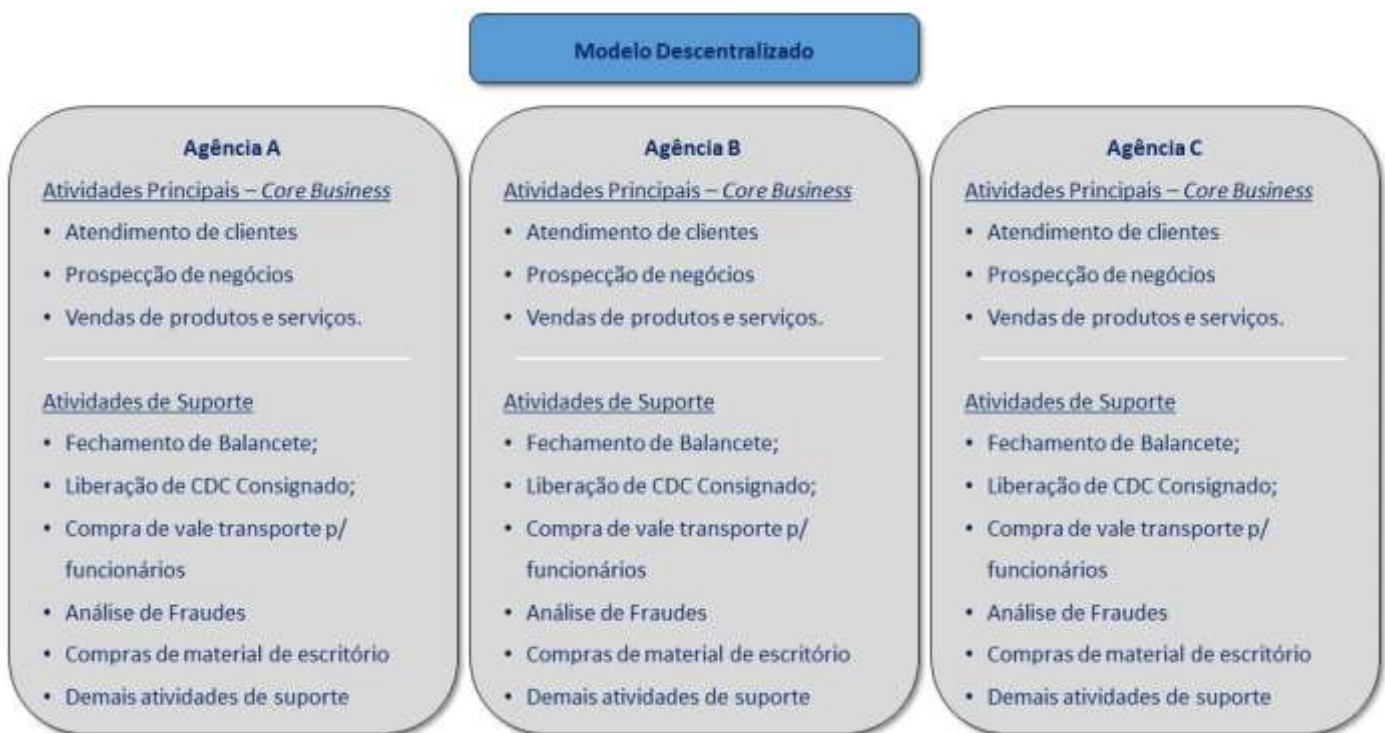 Modelo Descentralizado
Agência A
Atividades Principais – Core Business
• Atendimento de clientes
• Prospecção de negócios
• Vendas de produtos e serviços.
Atividades de Suporte
• Fechamento de Balancete;
• Liberação de CDC Consignado;
• Compra de vale transporte p/
funcionários
• Análise de Fraudes
• Compras de material de escritório
• Demais atividades de suporte
Agência B
Atividades Principais – Core Business
• Atendimento de clientes
• Prospecção de negócios
• Vendas de produtos e serviços.
Atividades de Suporte
• Fechamento de Balancete;
• Liberação de CDC Consignado;
• Compra de vale transporte p/
funcionários
• Análise de Fraudes
• Compras de material de escritório
• Demais atividades de suporte
Agência C
Atividades Principais – Core Business
• Atendimento de clientes
• Prospecção de negócios
• Vendas de produtos e serviços.
Atividades de Suporte
• Fechamento de Balancete;
• Liberação de CDC Consignado;
• Compra de vale transporte p/
funcionários
• Análise de Fraudes
• Compras de material de escritório
• Demais atividades de suporte